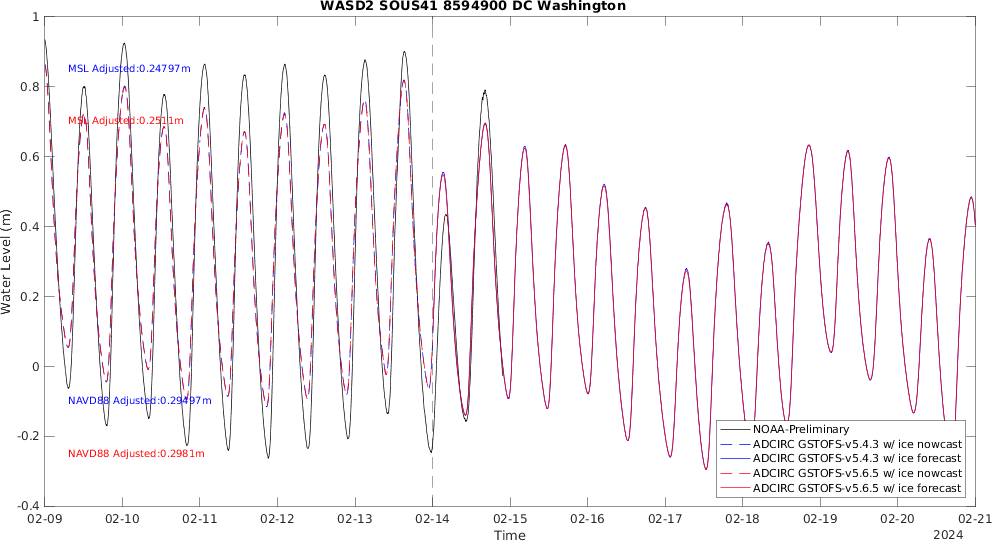 WASD2 SOUS41 8594900 DC Washington
1
0.8
0.6
0.4
0.2
0
-0.2
-0.4
Water Level (m)
MSL Adjusted:0.24797m
MSL Adjusted:0.2511m
NAVD88 Adjusted:0.29497m
NAVD88 Adjusted:0.2981m
NOAA-Preliminary
ADCIRC GSTOFS-v5.4.3 w/ ice nowcast
ADCIRC GSTOFS-v5.4.3 w/ ice forecast
ADCIRC GSTOFS-v5.6.5 w/ ice nowcast
ADCIRC GSTOFS-v5.6.5 w/ ice forecast
02-09 02-10 02-11 02-12 02-13 02-14 02-15 02-16 02-17 02-18 02-19 02-20 02-21
Time
2024